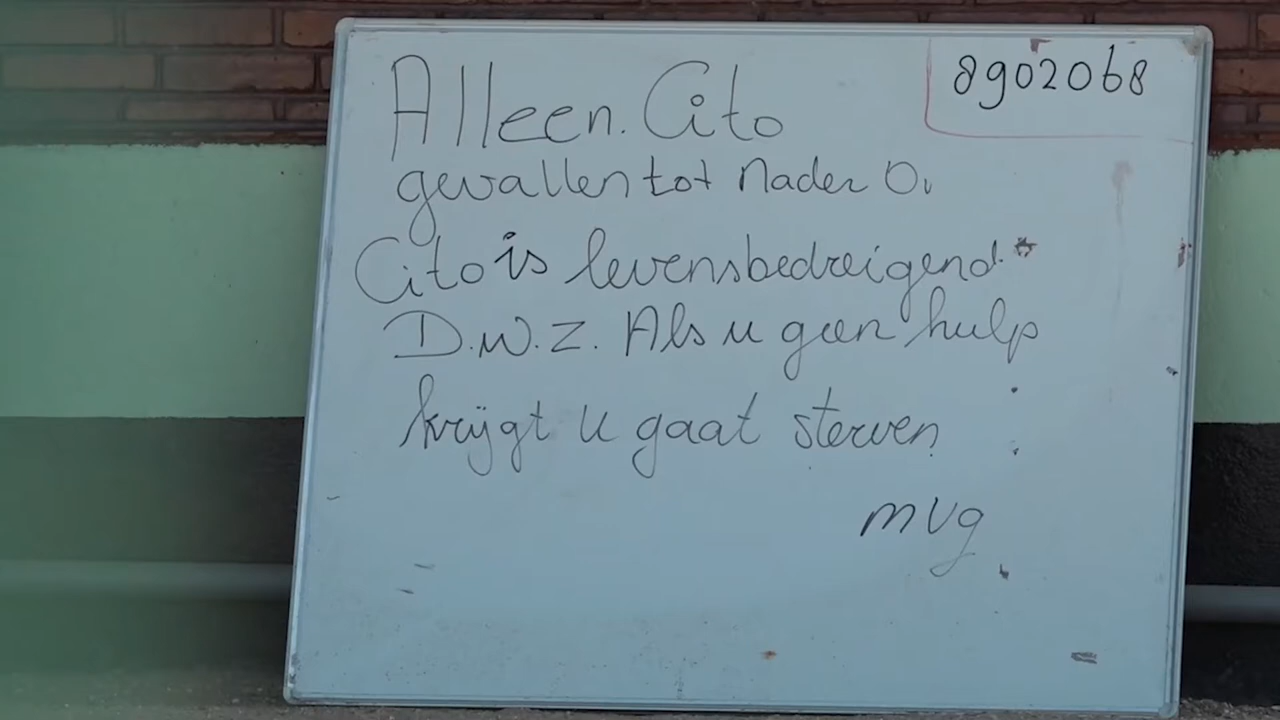 8902068
Alleen. Cito
gevallen tot nader O.
Cito is levensbedreigend.*
D.W.Z. Als u geen hulp
krijgt u gaat sterven
mvg